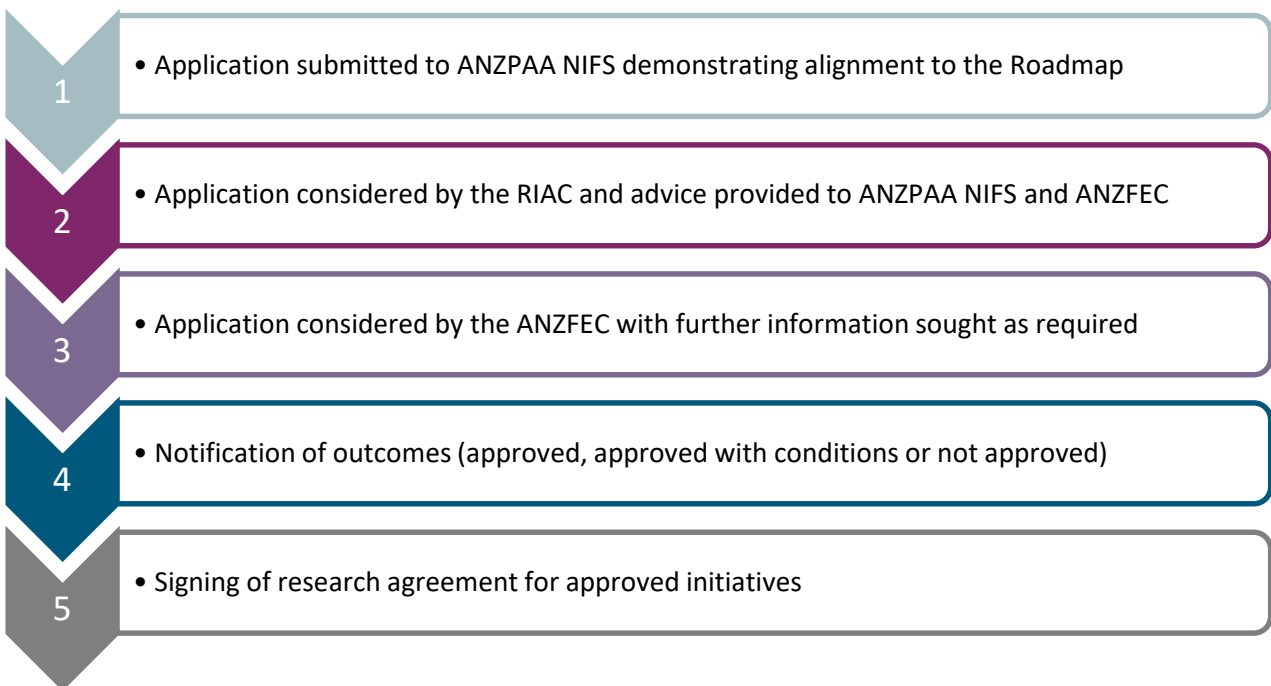 1
• Application submitted to ANZPAA NIFS demonstrating alignment to the Roadmap
2
• Application considered by the RIAC and advice provided to ANZPAA NIFS and ANZFEC
3
• Application considered by the ANZFEC with further information sought as required
4
• Notification of outcomes (approved, approved with conditions or not approved)
5
• Signing of research agreement for approved initiatives